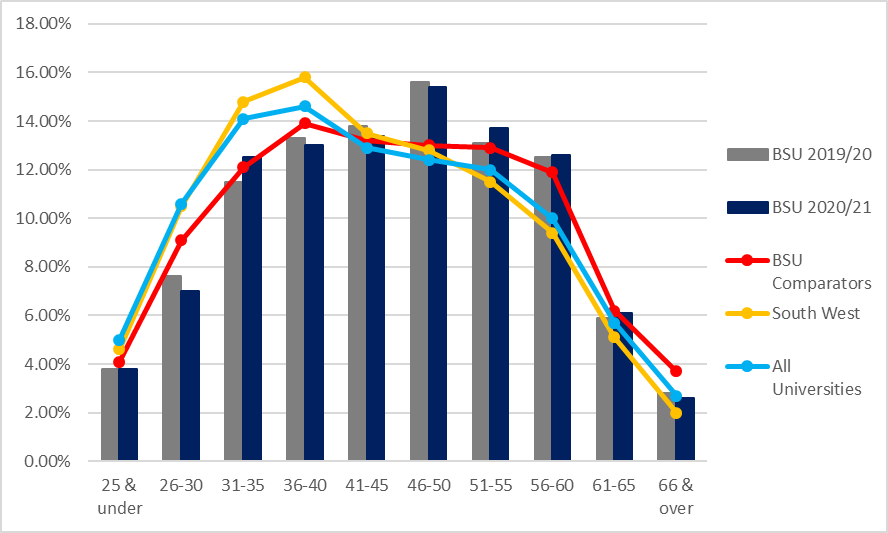 18.00%
16.00%
14.00%
12.00%
10.00%
8.00%
6.00%
4.00%
2.00%
0.00%
25 &
under
26-30
31-35
36-40
41-45
46-50
51-55
56-60
61-65
66 &
over
BSU 2019/20
BSU 2020/21
BSU
Comparators
South West
All
Universities